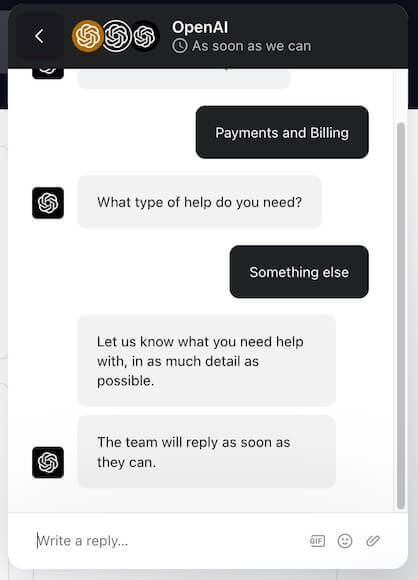 OpenAI
As soon as we can
Payments and Billing
What type of help do you need?
Something else
Let us know what you need help
with, in as much detail as
possible.
The team will reply as soon as
they can.
Write a reply...
GIF